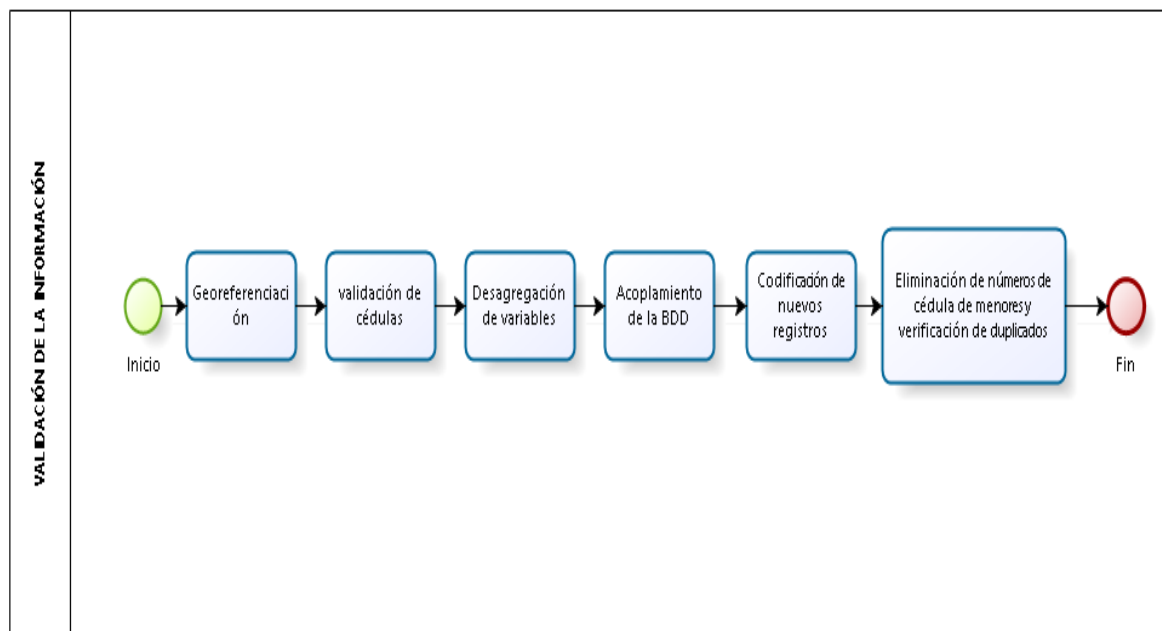 VALIDACIÓN DE LA INFORMACIÓN
Inicio
Georeferenciaci
ón
validación de
cédulas
Desagregación
de variables
Acoplamiento
de la BDD
Codificación de
nuevos
registros
Eliminación de números de
cédula de menores y
verificación de duplicados
Fin